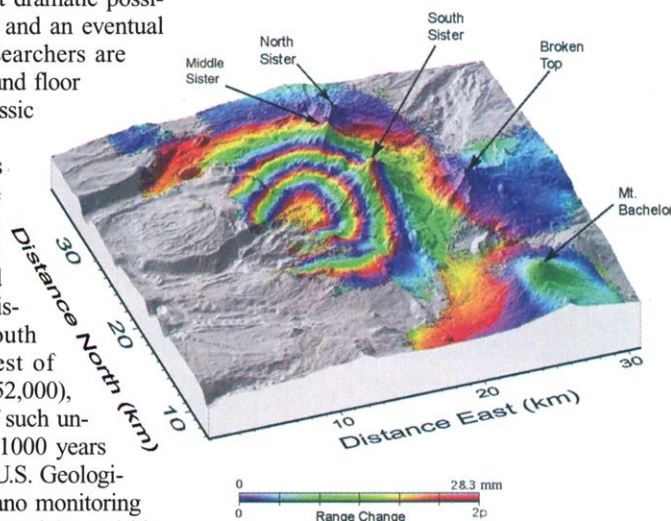 t dramatic possi-
and an eventual
searchers are
und floor
ssic
is-
outh
est of
52,000),
f such un-
1000 years
U.S. Geologi-
ano monitoring
South
Sister
North
Sister
Middle
Sister
Broken
Top
Mt.
Bachelor
Distance North (km)
30
20
10
10
20
30
Distance East (km)
0
28.3 mm
0
Range Change
2p